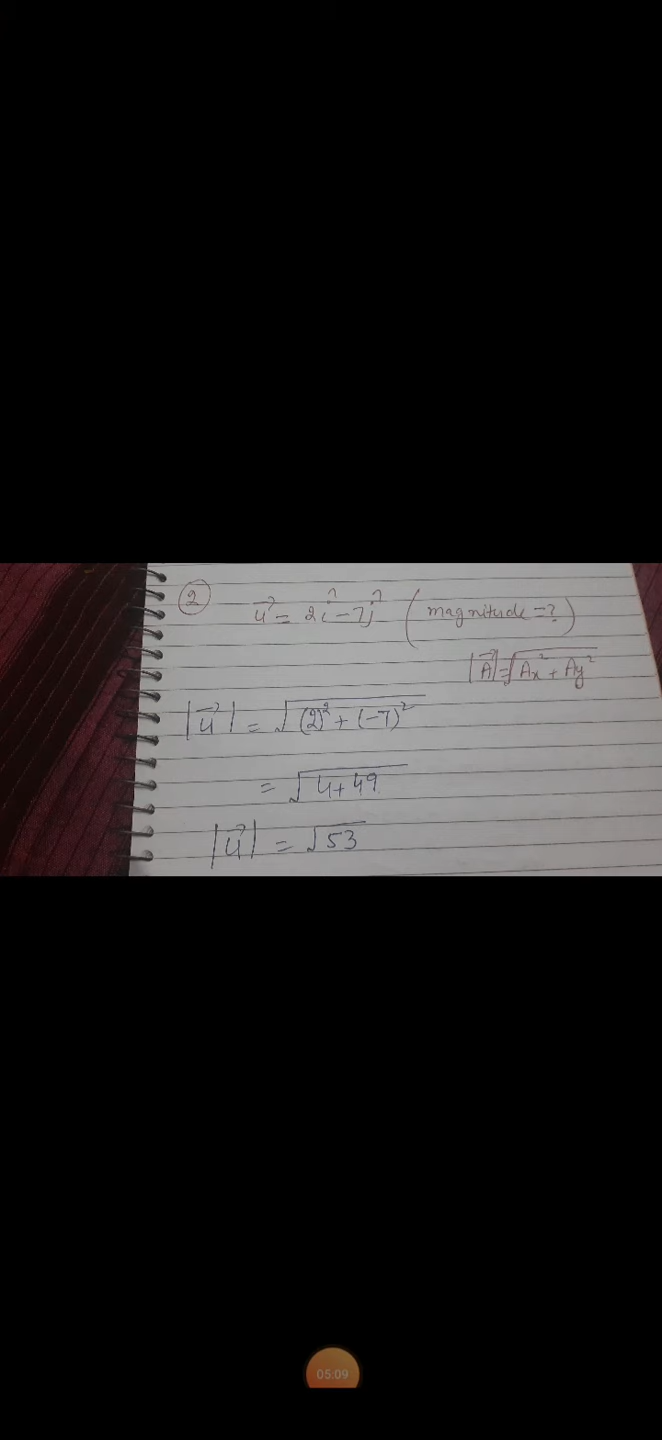 ② u⃗ = 2î - 7ĵ (magnitude = ?)
|A⃗| = √Ax² + Ay²
|u⃗| = √(2)² + (-7)²
= √4+49
|u⃗| = √53
05:09